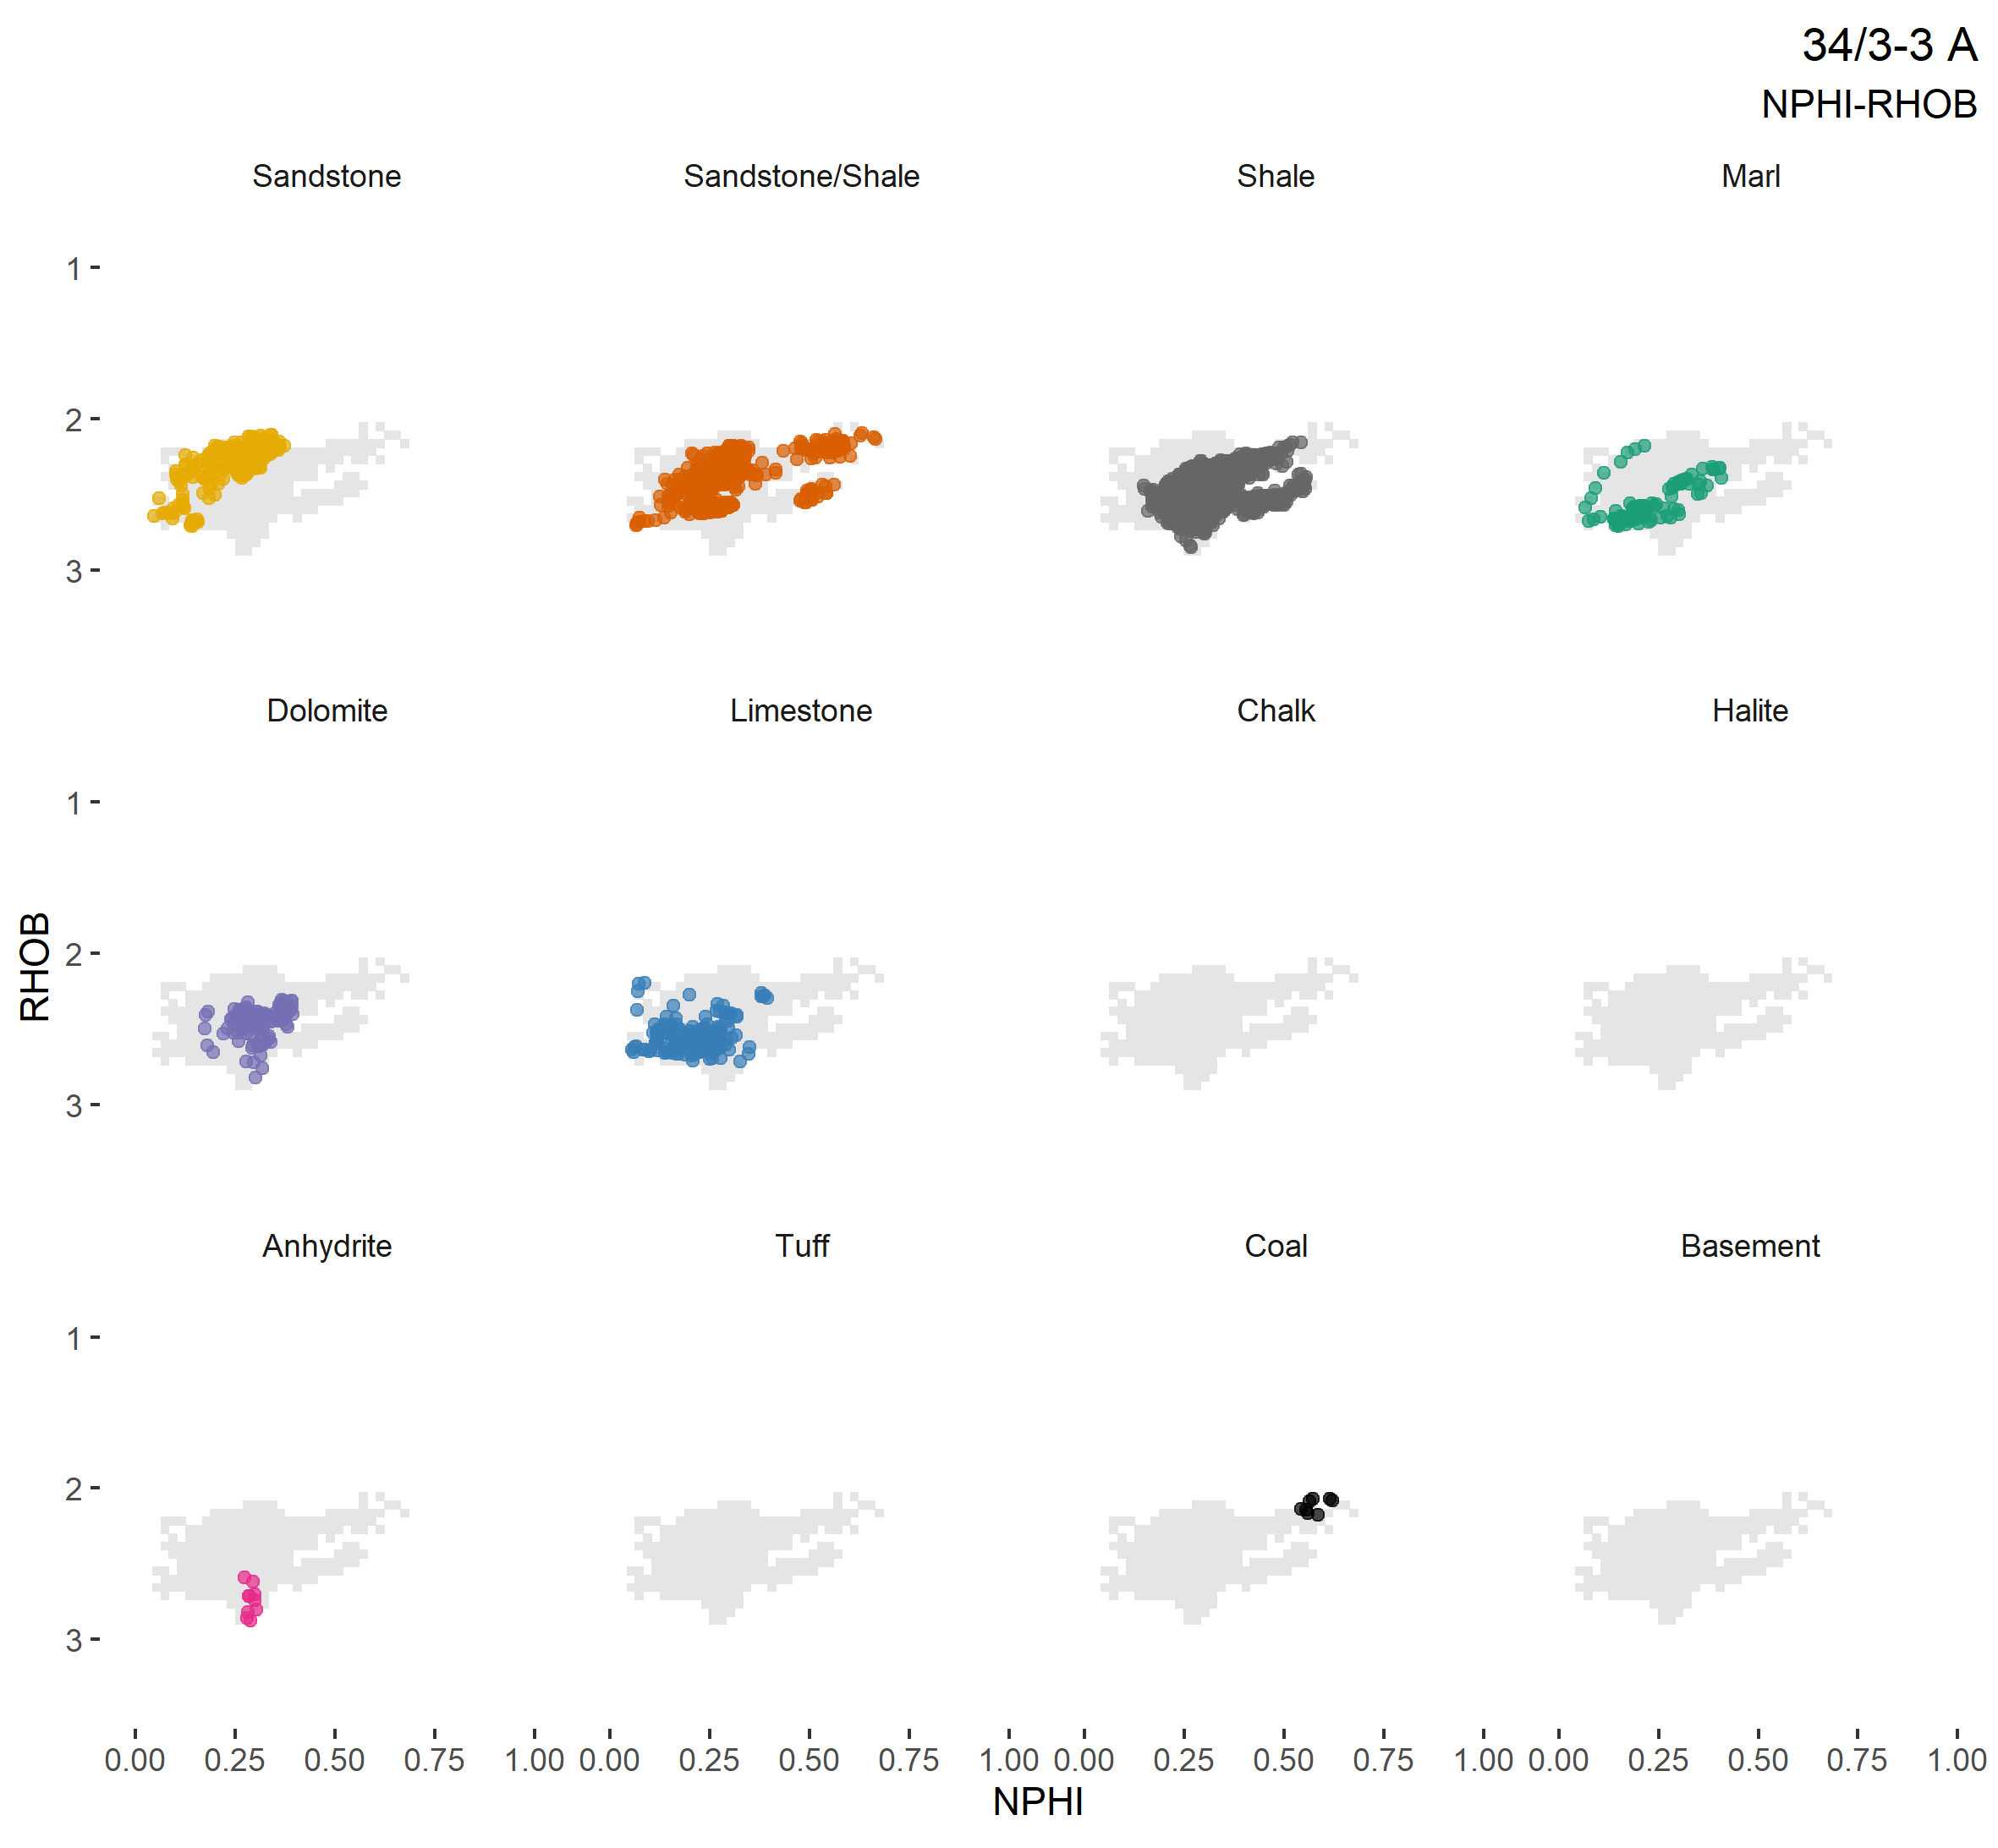 34/3-3 A
NPHI-RHOB
Sandstone Sandstone/Shale Shale Marl
1
2
3
Dolomite Limestone Chalk Halite
1
2
3
RHOB
Anhydrite Tuff Coal Basement
1
2
3
0.00 0.25 0.50 0.75 1.00 0.00 0.25 0.50 0.75 1.00 0.00 0.25 0.50 0.75 1.00 0.00 0.25 0.50 0.75 1.00
NPHI